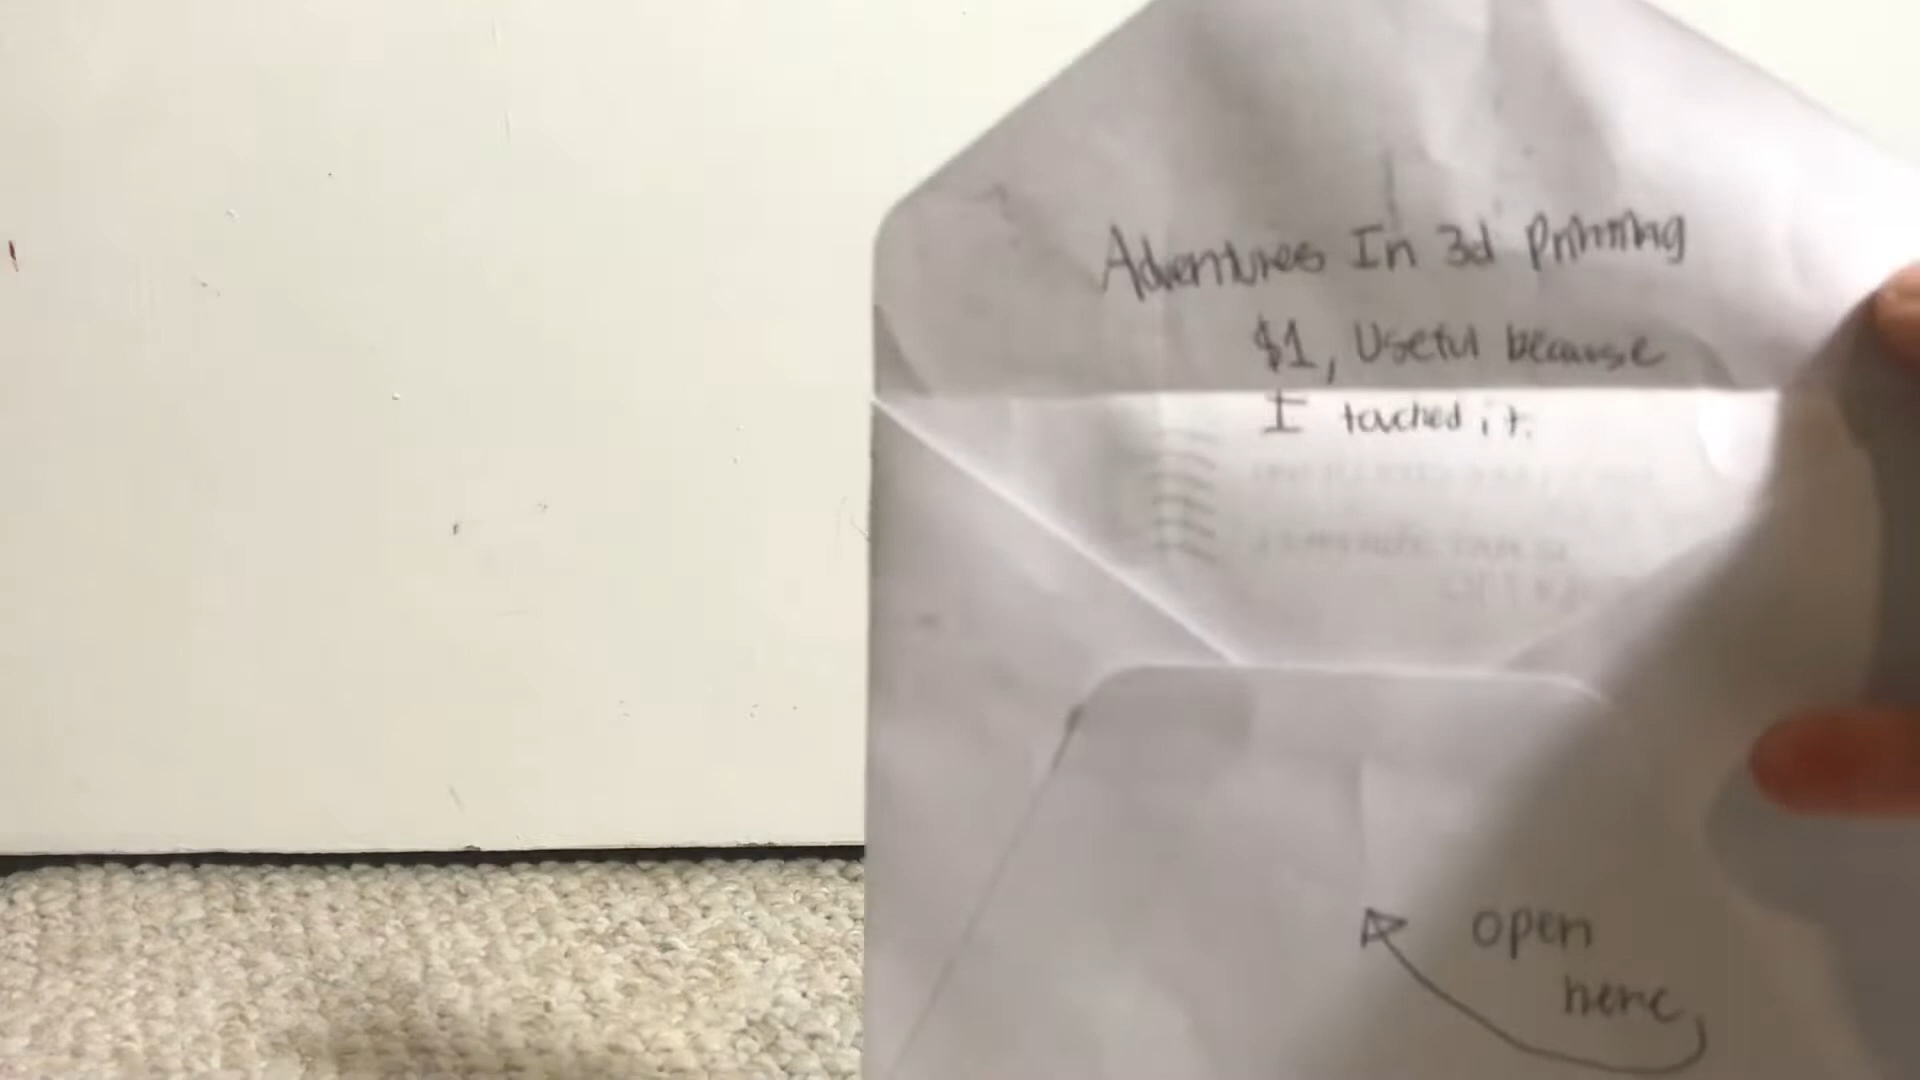 Adventures In 3d Printing
$1, Useful because
I touched it.
open
here